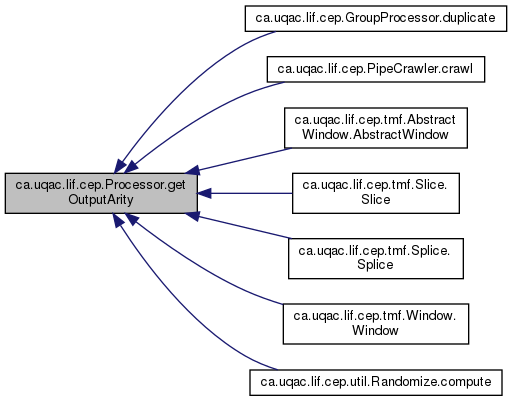 ca.uqac.lif.cep.GroupProcessor.duplicate
ca.uqac.lif.cep.PipeCrawler.crawl
ca.uqac.lif.cep.tmf.Abstract
Window.AbstractWindow
ca.uqac.lif.cep.Processor.get
OutputArity
ca.uqac.lif.cep.tmf.Slice.
Slice
ca.uqac.lif.cep.tmf.Splice.
Splice
ca.uqac.lif.cep.tmf.Window.
Window
ca.uqac.lif.cep.util.Randomize.compute